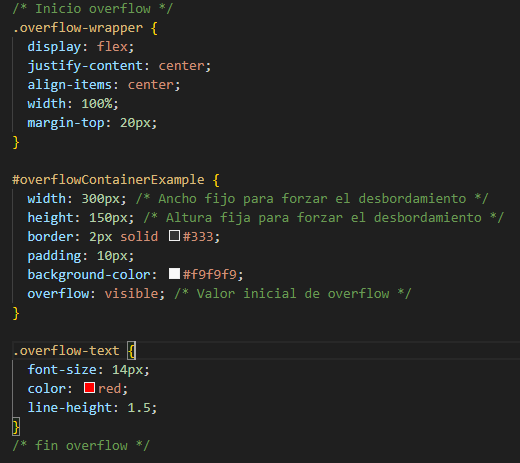 /* Inicio overflow */
.overflow-wrapper {
display: flex;
justify-content: center;
align-items: center;
width: 100%;
margin-top: 20px;
}
#overflowContainerExample {
width: 300px; /* Ancho fijo para forzar el desbordamiento */
height: 150px; /* Altura fija para forzar el desbordamiento */
border: 2px solid #333;
padding: 10px;
background-color: #f9f9f9;
overflow: visible; /* Valor inicial de overflow */
}
.overflow-text {
font-size: 14px;
color: red;
line-height: 1.5;
}
/* fin overflow */